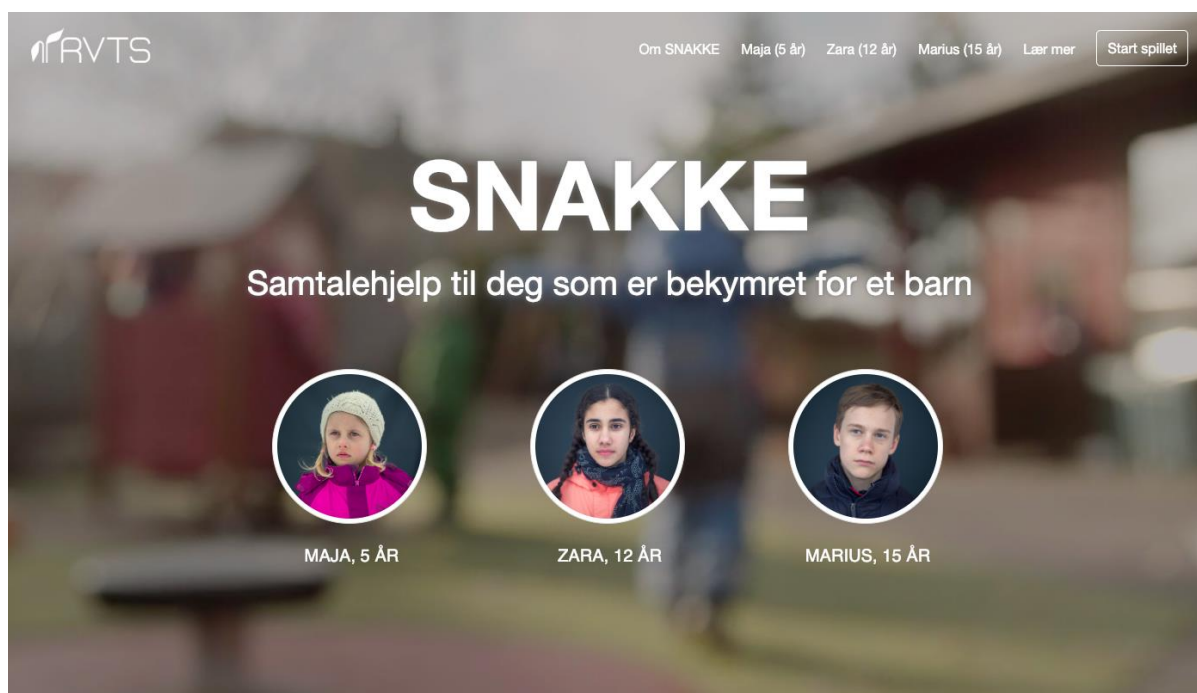 RVTS
Om SNAKKE Maja (5 år) Zara (12 år) Marius (15 år) Lær mer Start spillet
SNAKKE
Samtalehjelp til deg som er bekymret for et barn
MAJA, 5 ÅR ZARA, 12 ÅR MARIUS, 15 ÅR